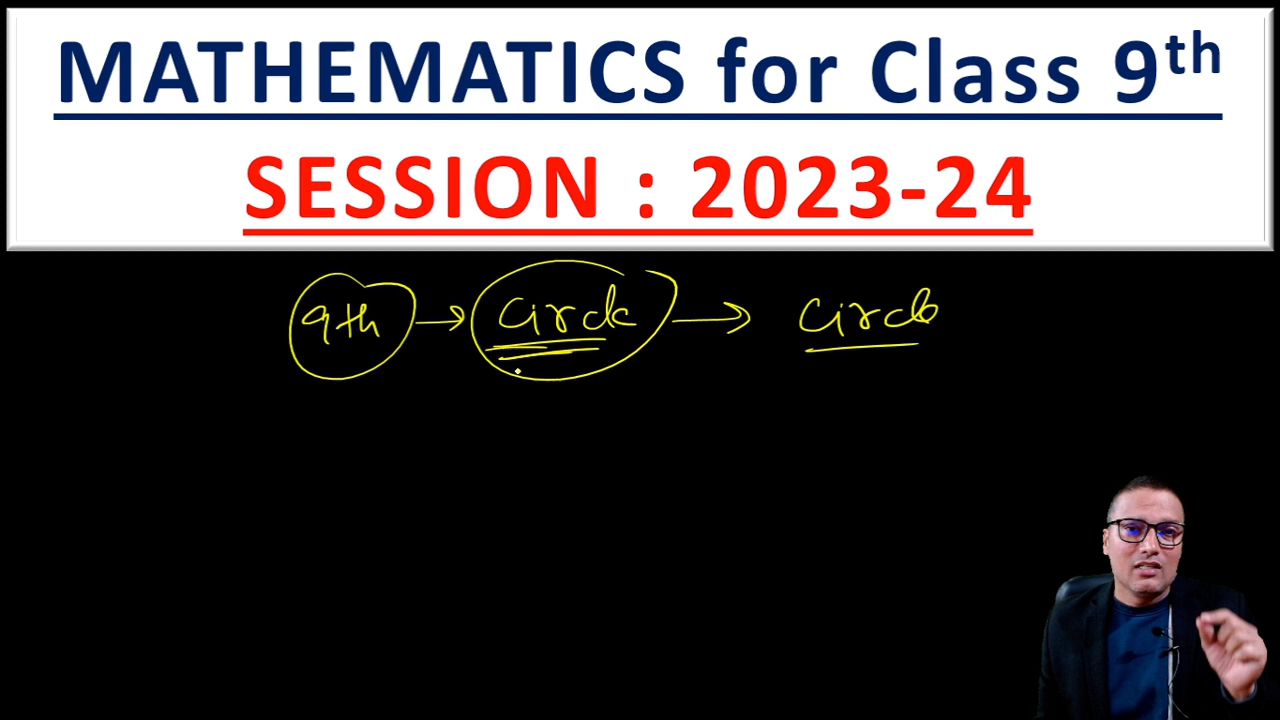 MATHEMATICS for Class 9th
SESSION : 2023-24
9th → Circle → Circle